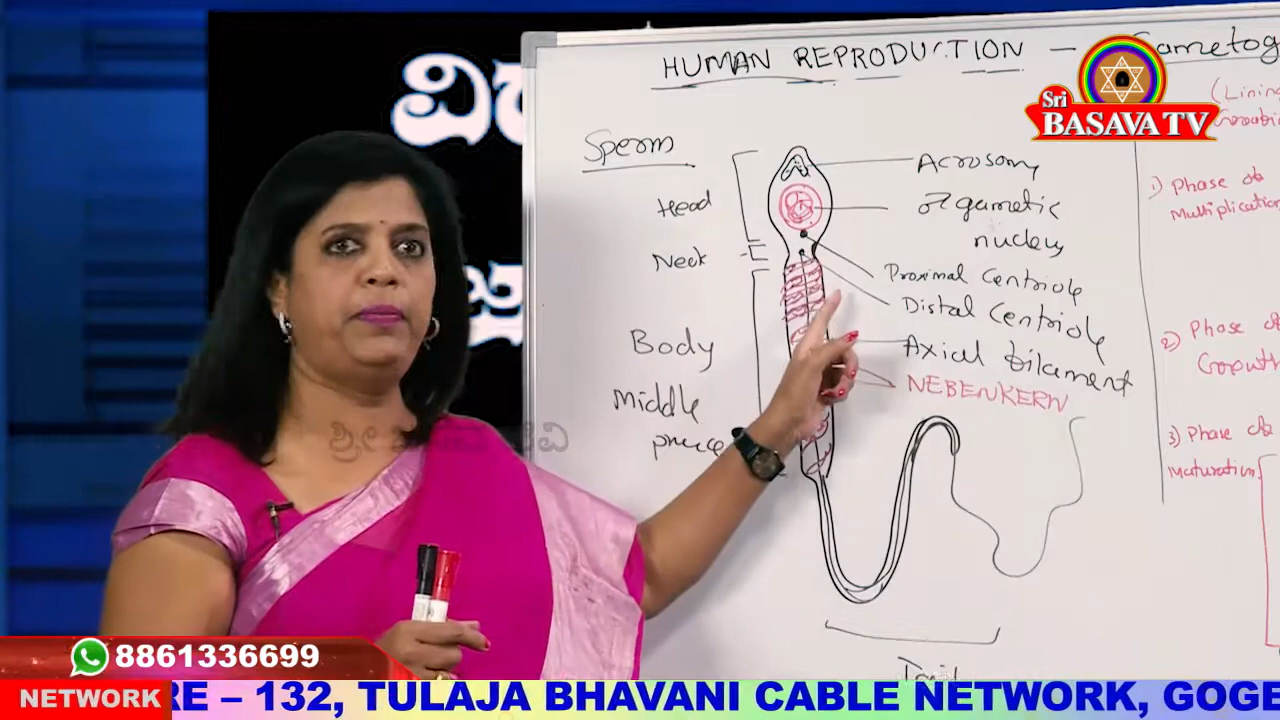 HUMAN REPRODUCTION —
Sri
BASAVA TV
Sperm
Head
Neck
Body
Middle
piece
Acrosome
gametic
nucleus
Proximal Centriole
Distal Centriole
Axial filament
NEBENKERN
1) Phase of
Multiplication
2) Phase of
Growth
3) Phase of
Maturation
ವಿ
ಶ್ರೀ
8861336699
NETWORK
RE – 132, TULAJA BHAVANI CABLE NETWORK, GOGE